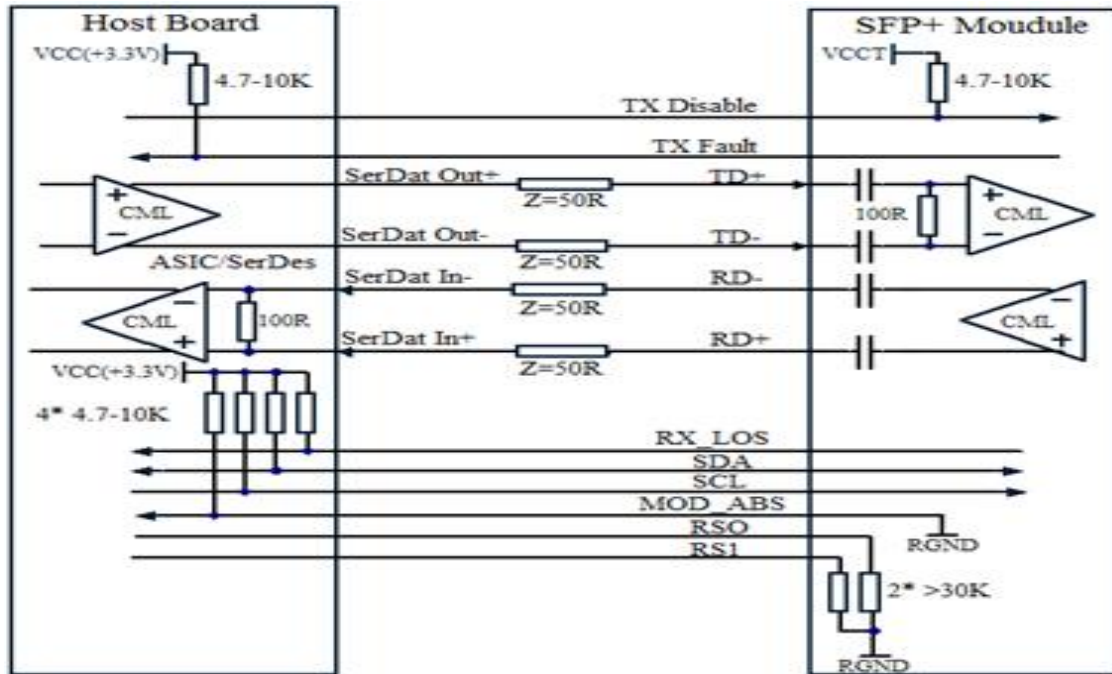 Host Board
SFP+ Moudule
VCC(+3.3V)
4.7-10K
VCCT
4.7-10K
TX Disable
TX Fault
SerDat Out+
TD+
Z=50R
CML
100R
CML
SerDat Out-
TD-
Z=50R
ASIC/SerDes
SerDat In-
RD-
Z=50R
CML
100R
CML
SerDat In+
RD+
Z=50R
VCC(+3.3V)
4* 4.7-10K
RX_LOS
SDA
SCL
MOD_ABS
RSO
RGND
RS1
2* >30K
RGND